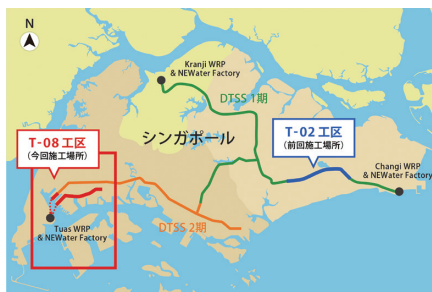 N
Kranji WRP
& NEWater Factory
DTSS 1期
T-08 工区
(今回施工場所)
シンガポール
T-02 工区
(前回施工場所)
Changi WRP
& NEWater Factory
Tuas WRP
& NEWater Factory
DTSS 2期